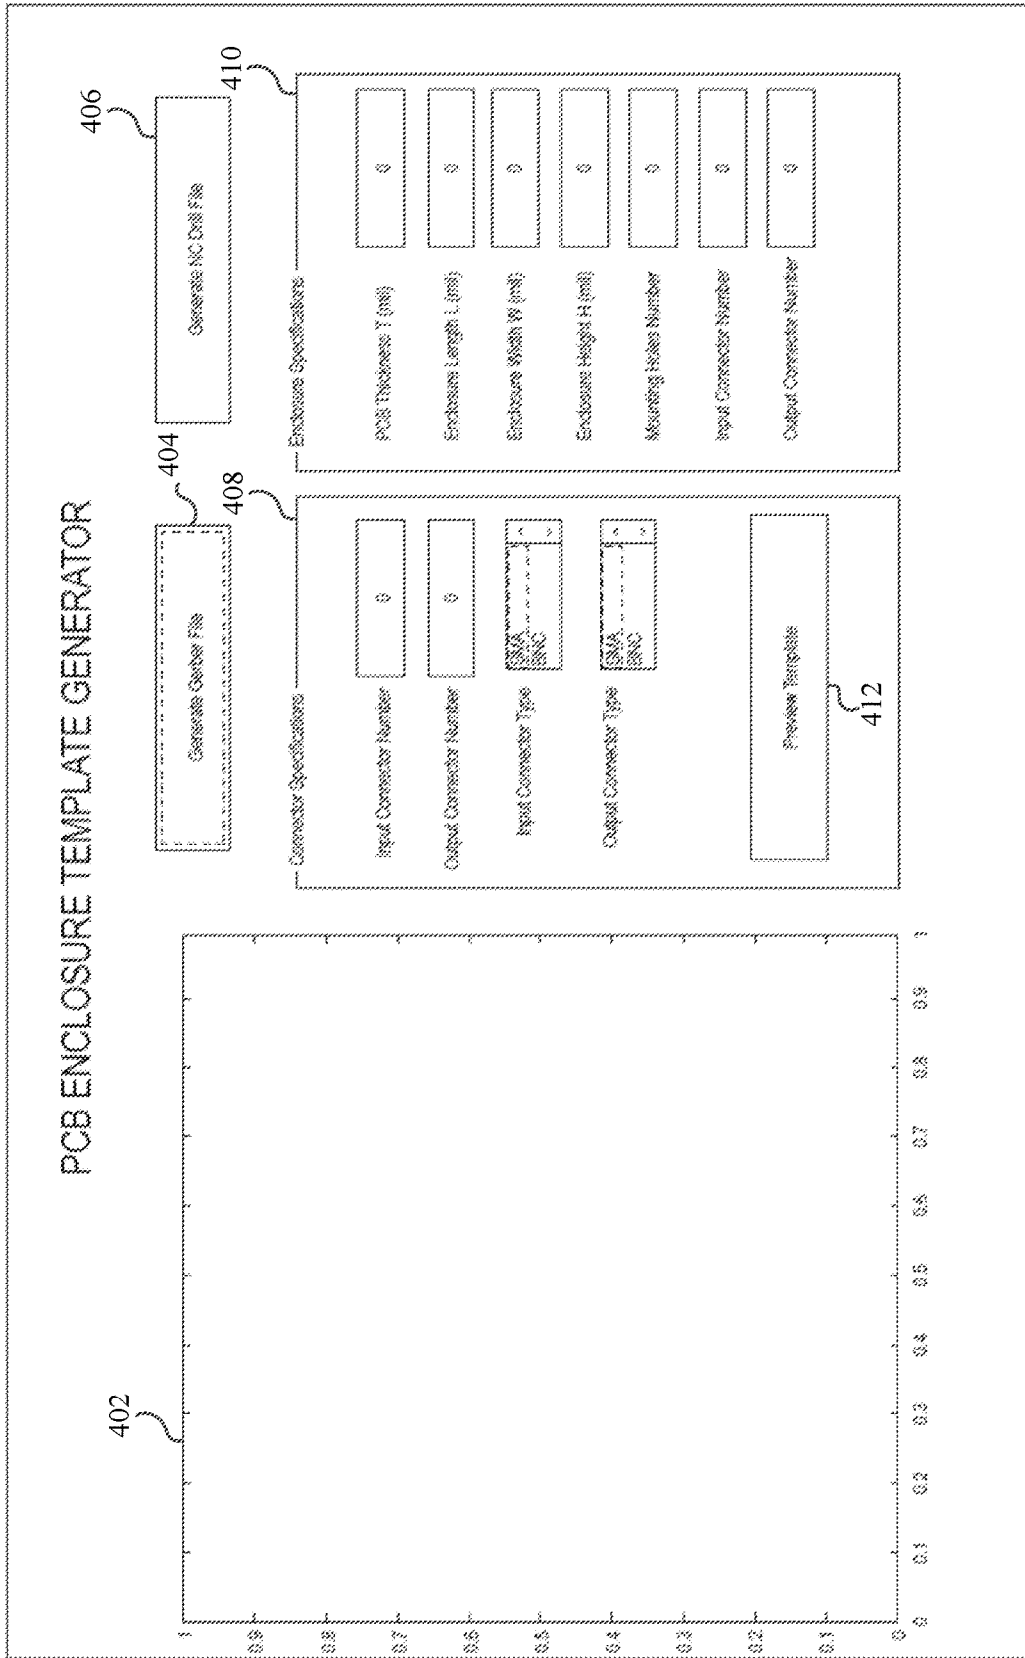 PCB ENCLOSURE TEMPLATE GENERATOR
402
404
406
Generate Gerber File
Generate NC Drill File
408
410
Connector Specifications
Input Connector Number 0
Output Connector Number 0
Input Connector Type SMA
BNC
Output Connector Type SMA
BNC
Preview Template
412
Enclosure Specifications
PCB Thickness T (mil) 0
Enclosure Length L (mil) 0
Enclosure Width W (mil) 0
Enclosure Height H (mil) 0
Mounting Holes Number 0
Input Connector Number 0
Output Connector Number 0
1
0.9
0.8
0.7
0.6
0.5
0.4
0.3
0.2
0.1
0
0 0.1 0.2 0.3 0.4 0.5 0.6 0.7 0.8 0.9 1